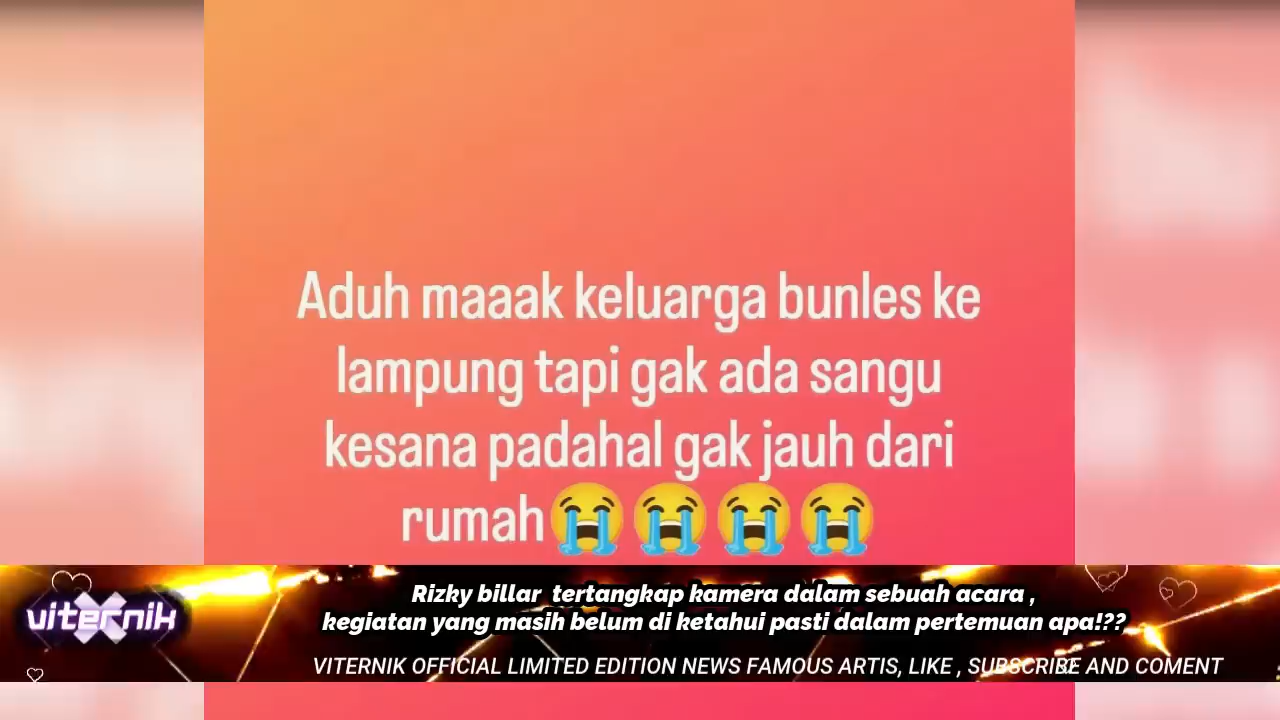 Aduh maaak keluarga bunles ke
lampung tapi gak ada sangu
kesana padahal gak jauh dari
rumah😭😭😭😭
viternik
Rizky billar tertangkap kamera dalam sebuah acara ,
kegiatan yang masih belum di ketahui pasti dalam pertemuan apa!??
VITERNIK OFFICIAL LIMITED EDITION NEWS FAMOUS ARTIS, LIKE , SUBSCRIBE AND COMENT